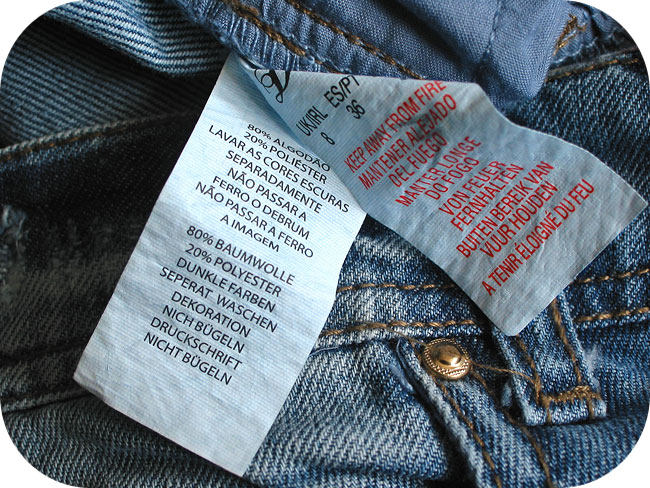 80% ALGODÃO
20% POLIÉSTER
LAVAR AS CORES ESCURAS
SEPARADAMENTE
NÃO PASSAR A
FERRO O DEBRUM
NÃO PASSAR A FERRO
A IMAGEM
80% BAUMWOLLE
20% POLYESTER
DUNKLE FARBEN
SEPERAT WASCHEN
DEKORATION
NICH BÜGELN
DRUCKSCHRIFT
NICHT BÜGELN
UK/IRL ES/PT
8 36
KEEP AWAY FROM FIRE
MANTENER ALEJADO
DEL FUEGO
MANTER LONGE
DO FOGO
VON FEUER
FERNHALTEN
BUITEN BEREIK VAN
VUUR HOUDEN
A TENIR ÉLOIGNE DU FEU